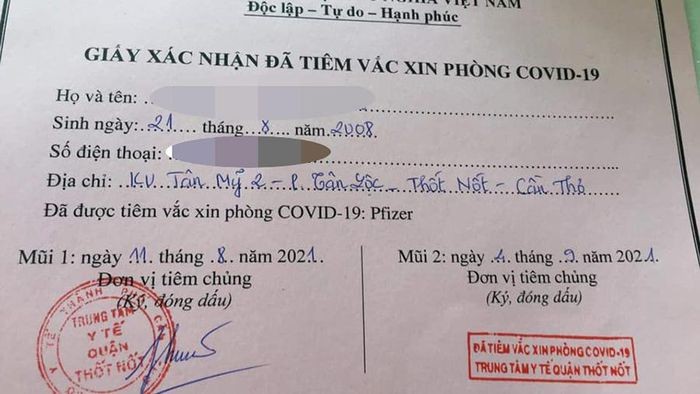 VIỆT NAM
Độc lập – Tự do – Hạnh phúc
GIẤY XÁC NHẬN ĐÃ TIÊM VẮC XIN PHÒNG COVID-19
Họ và tên:
Sinh ngày: 21 tháng 8 năm 2008
Số điện thoại:
Địa chỉ: KV Tân Mỹ 2 - P. Tân Lộc - Thốt Nốt - Cần Thơ
Đã được tiêm vắc xin phòng COVID-19: Pfizer
Mũi 1: ngày 11 tháng 8 năm 2021.
Đơn vị tiêm chủng
(Ký, đóng dấu)
TRUNG TÂM
Y TẾ
QUẬN
THỐT NỐT
Mũi 2: ngày 4 tháng 9 năm 2021
Đơn vị tiêm chủng
(Ký, đóng dấu)
ĐÃ TIÊM VẮC XIN PHÒNG COVID-19
TRUNG TÂM Y TẾ QUẬN THỐT NỐT